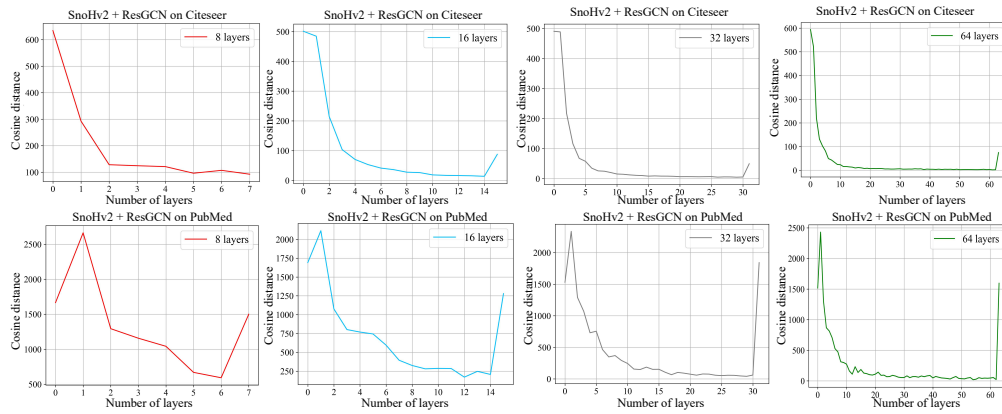 SnoHv2 + ResGCN on Citeseer
8 layers
Cosine distance
600
500
400
300
200
100
0 1 2 3 4 5 6 7
Number of layers
SnoHv2 + ResGCN on Citeseer
16 layers
Cosine distance
500
400
300
200
100
0
0 2 4 6 8 10 12 14
Number of layers
SnoHv2 + ResGCN on Citeseer
32 layers
Cosine distance
500
400
300
200
100
0
0 5 10 15 20 25 30
Number of layers
SnoHv2 + ResGCN on Citeseer
64 layers
Cosine distance
600
500
400
300
200
100
0
0 10 20 30 40 50 60
Number of layers
SnoHv2 + ResGCN on PubMed
8 layers
Cosine distance
2500
2000
1500
1000
500
0 1 2 3 4 5 6 7
Number of layers
SnoHv2 + ResGCN on PubMed
16 layers
Cosine distance
2000
1750
1500
1250
1000
750
500
250
0 2 4 6 8 10 12 14
Number of layers
SnoHv2 + ResGCN on PubMed
32 layers
Cosine distance
2000
1500
1000
500
0
0 5 10 15 20 25 30
Number of layers
SnoHv2 + ResGCN on PubMed
64 layers
Cosine distance
2500
2000
1500
1000
500
0
0 10 20 30 40 50 60
Number of layers